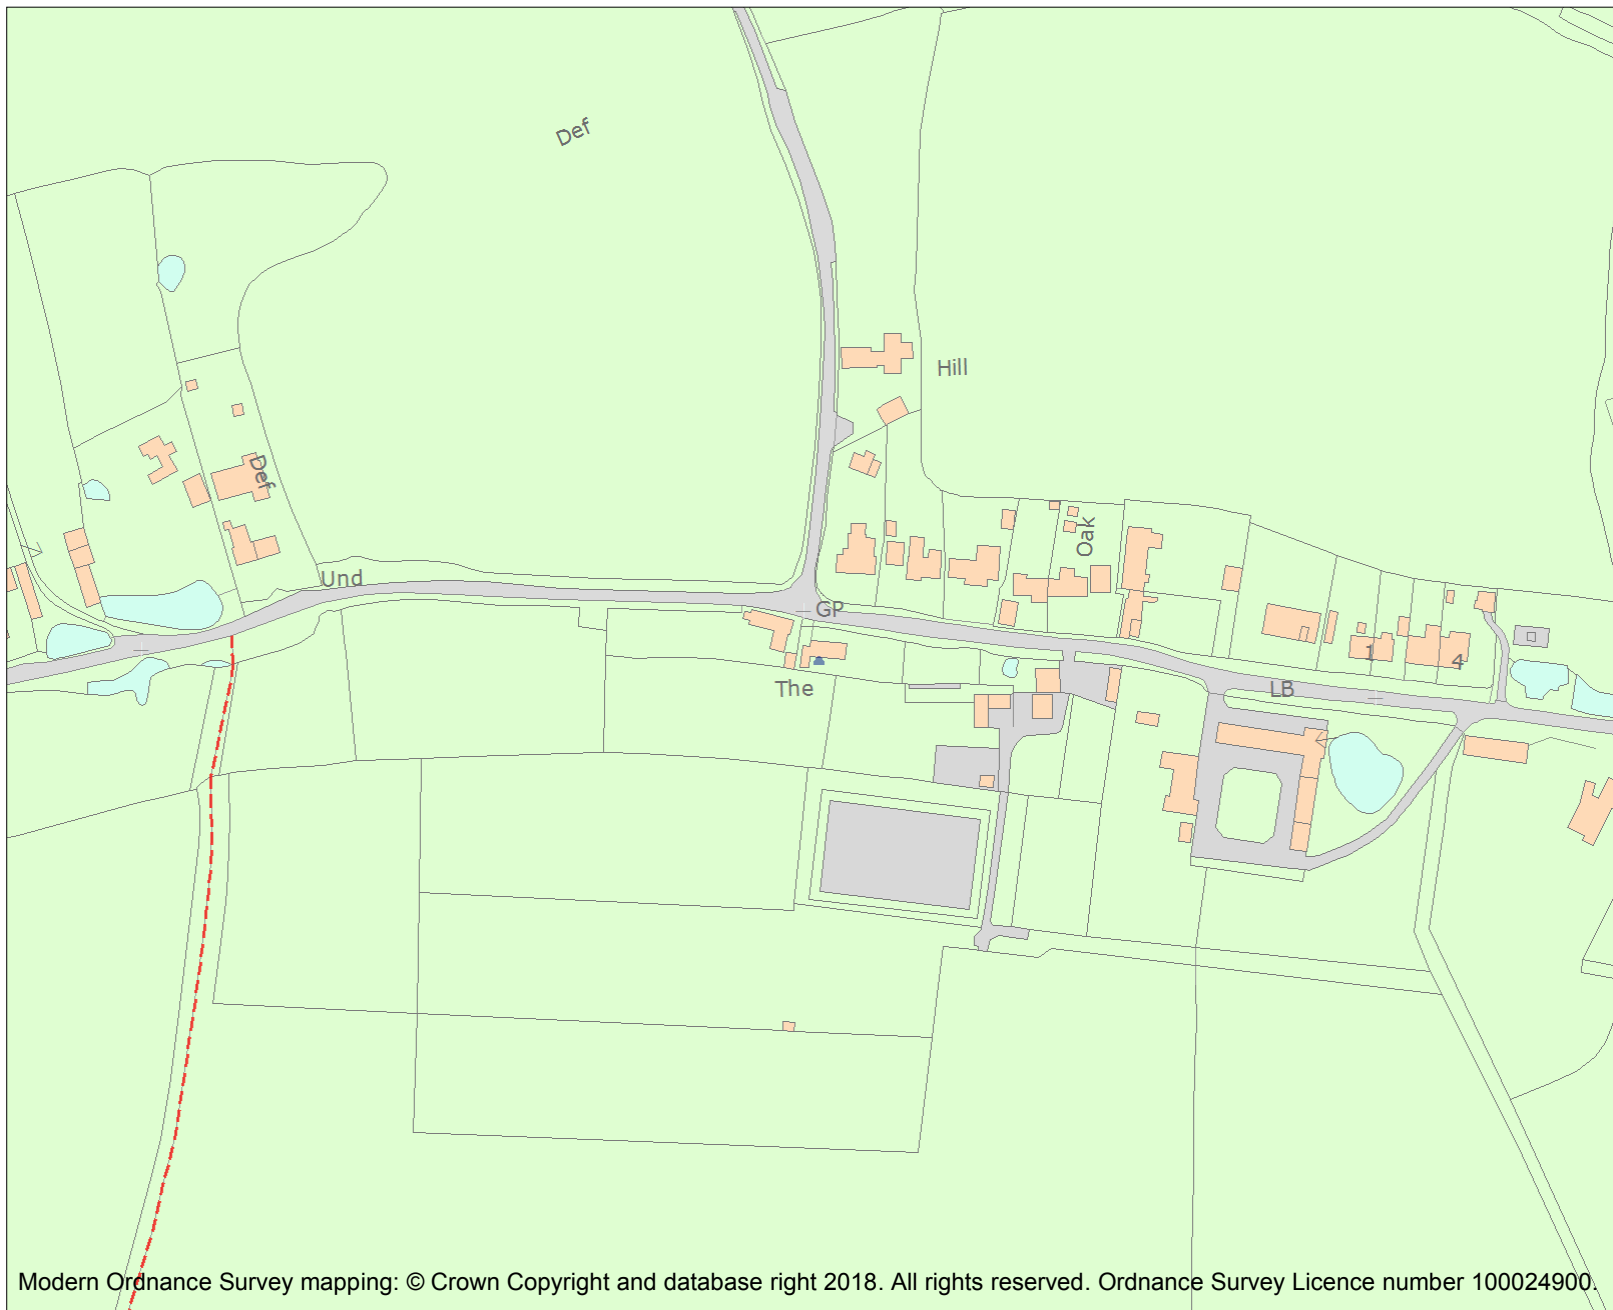 Def
Hill
Def
Oak
Und
GP
1
4
The
LB
Modern Ordnance Survey mapping: © Crown Copyright and database right 2018. All rights reserved. Ordnance Survey Licence number 100024900.